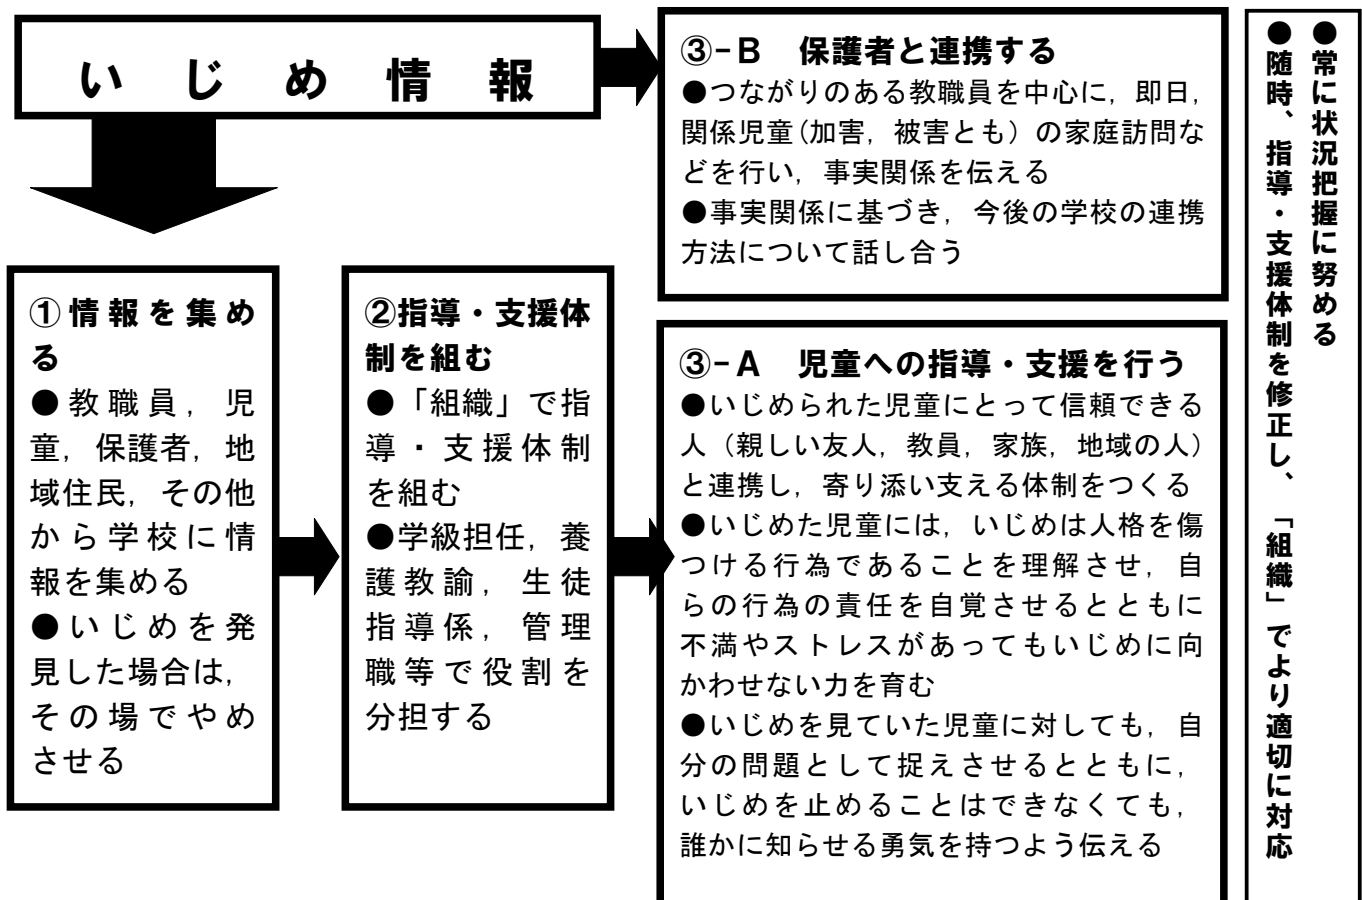 いじめ情報
①情報を集め
る
●教職員，児
童，保護者，地
域住民，その他
から学校に情
報を集める
●いじめを発
見した場合は，
その場でやめ
させる
②指導・支援体
制を組む
●「組織」で指
導・支援体制
を組む
●学級担任，養
護教諭，生徒
指導係，管理
職等で役割を
分担する
③-Ｂ　保護者と連携する
●つながりのある教職員を中心に，即日，
関係児童(加害，被害とも）の家庭訪問な
どを行い，事実関係を伝える
●事実関係に基づき，今後の学校の連携
方法について話し合う
③-Ａ　児童への指導・支援を行う
●いじめられた児童にとって信頼できる
人（親しい友人，教員，家族，地域の人）
と連携し，寄り添い支える体制をつくる
●いじめた児童には，いじめは人格を傷
つける行為であることを理解させ，自
らの行為の責任を自覚させるとともに
不満やストレスがあってもいじめに向
かわせない力を育む
●いじめを見ていた児童に対しても，自
分の問題として捉えさせるとともに，
いじめを止めることはできなくても，
誰かに知らせる勇気を持つよう伝える
●常に状況把握に努める
●随時、指導・支援体制を修正し、「組織」でより適切に対応